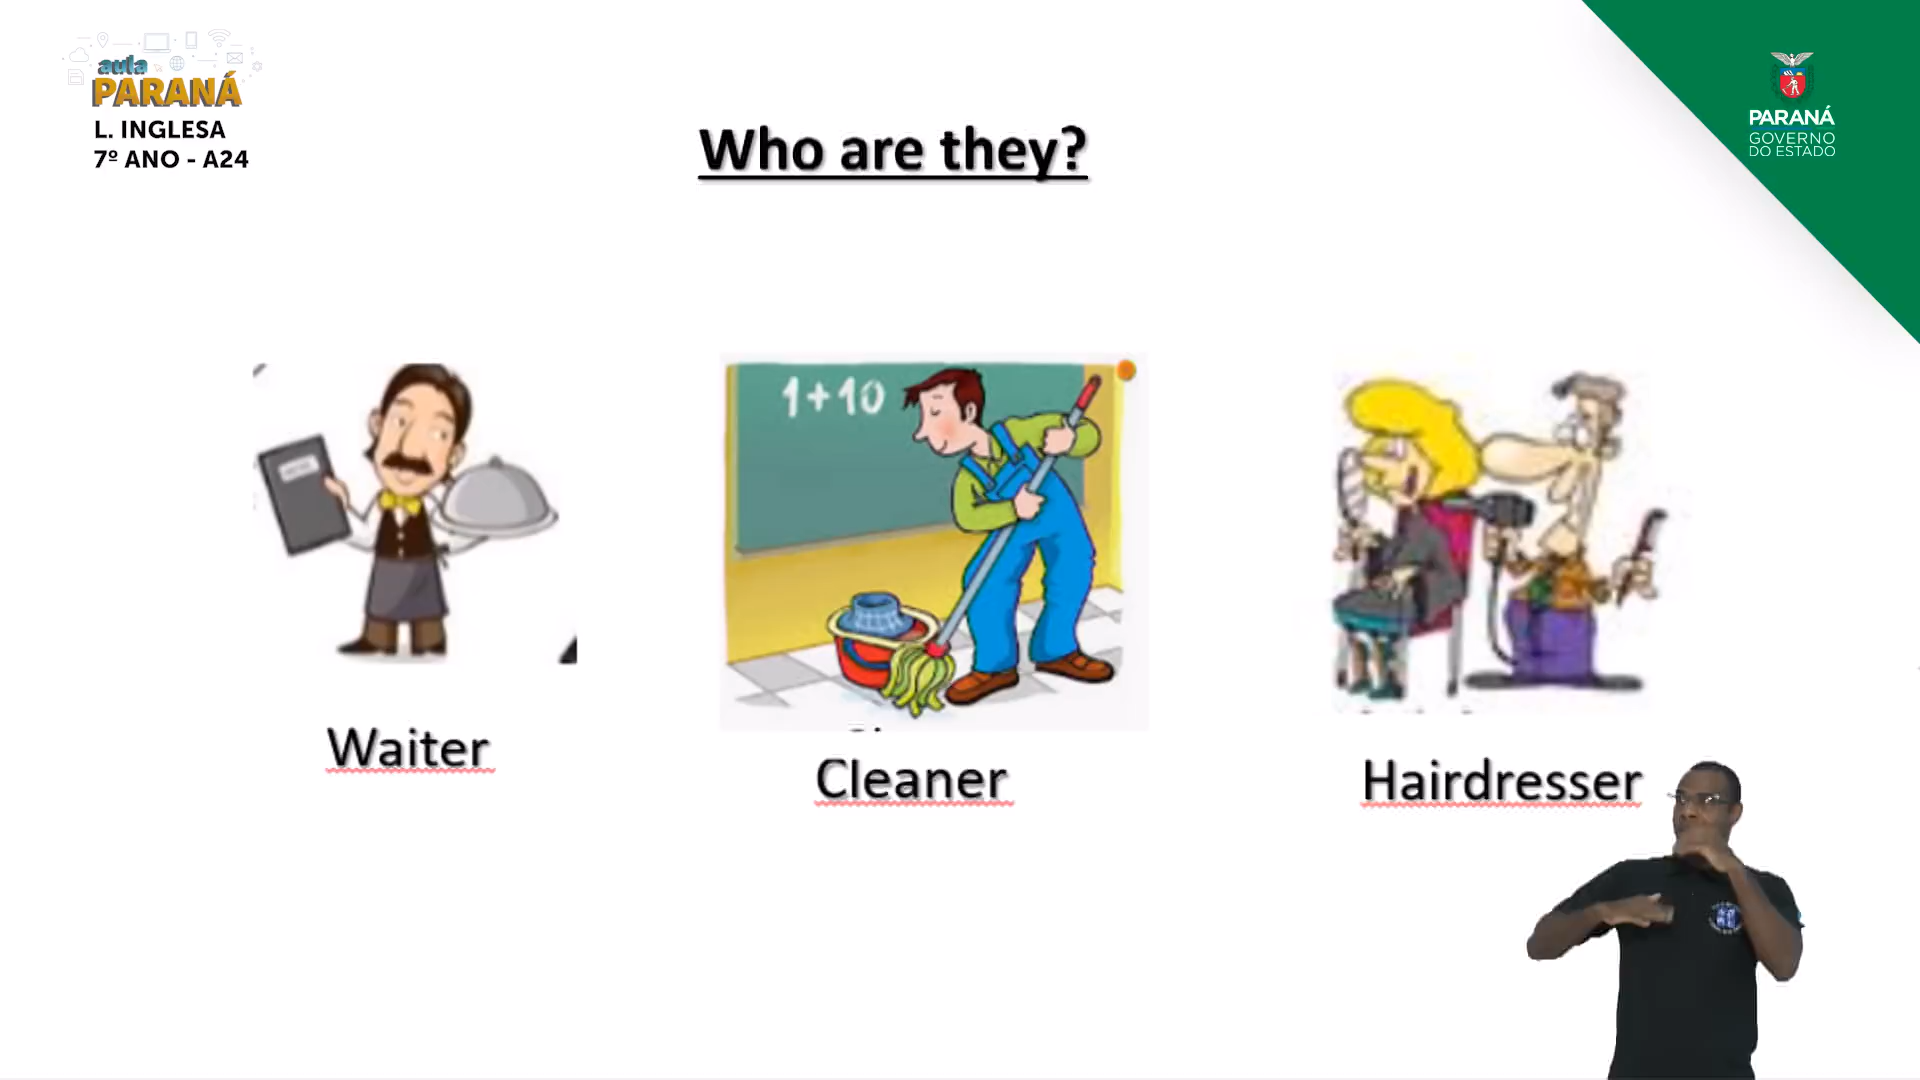 aula
PARANÁ
L. INGLESA
7º ANO - A24
PARANÁ
GOVERNO
DO ESTADO
Who are they?
1+10
Waiter
Cleaner
Hairdresser